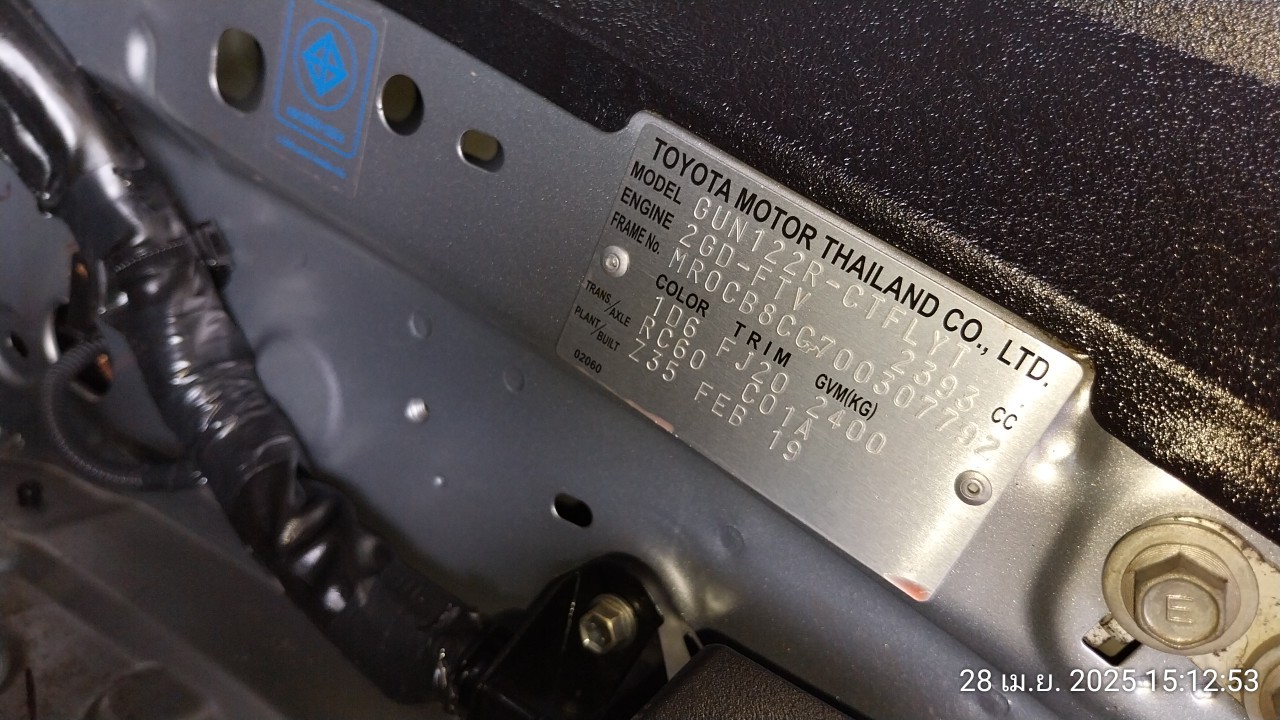 TOYOTA MOTOR THAILAND CO., LTD.
MODEL GUN122R-CTFLYT
ENGINE 2GD-FTV 2393 CC
FRAME No. MR0CB8CC700307792
COLOR TRIM GVM(KG)
1D6 FJ20 2400
TRANS/AXLE RC60 C01A
PLANT/BUILT Z35 FEB 19
02060
E
28 เม.ย. 2025 15:12:53